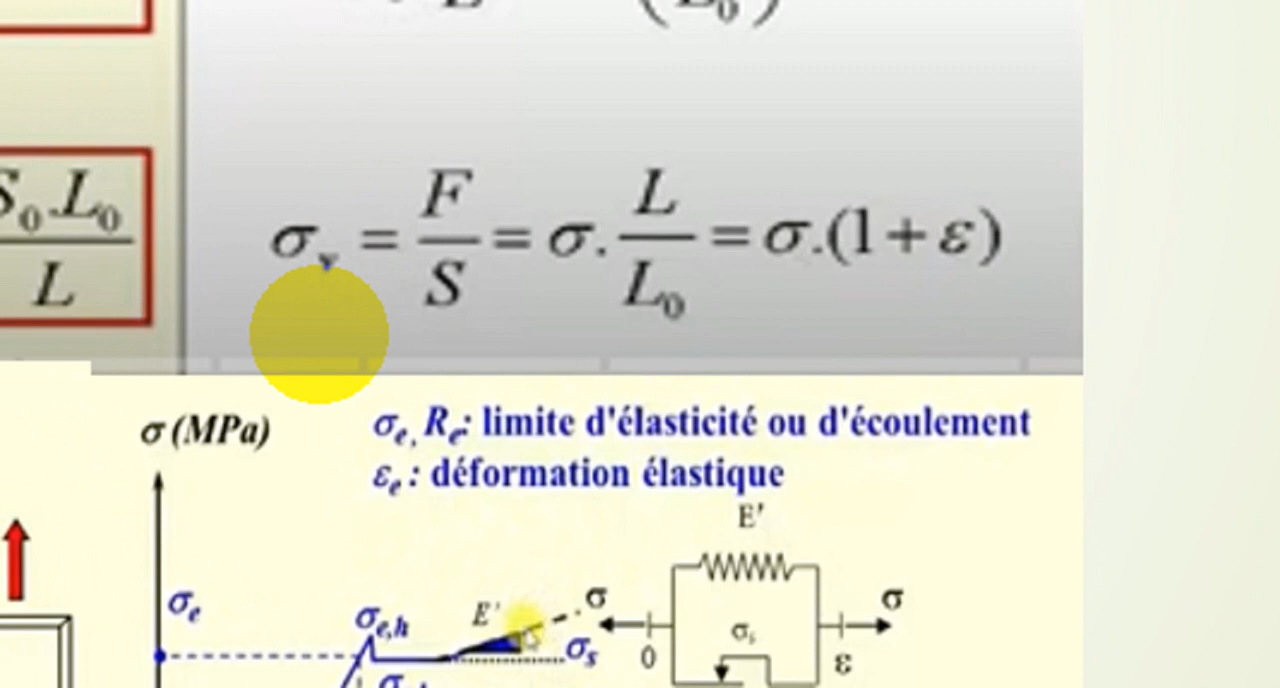 S₀.L₀ / L
σᵥ = F/S = σ. L/L₀ = σ.(1+ε)
σ (MPa)
σe, Re: limite d'élasticité ou d'écoulement
εe : déformation élastique
E'
σe
σe,h
E'
σ
σs
0
σs
ε
σ